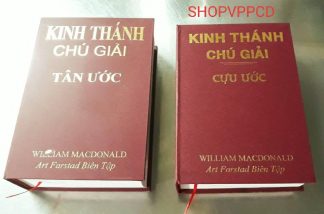 SHOPVPPCD
KINH THÁNH
CHÚ GIẢI
TÂN ƯỚC
WILLIAM MACDONALD
Art Farstad Biên Tập
KINH THÁNH
CHÚ GIẢI
CỰU ƯỚC
WILLIAM MACDONALD
Art Farstad Biên Tập